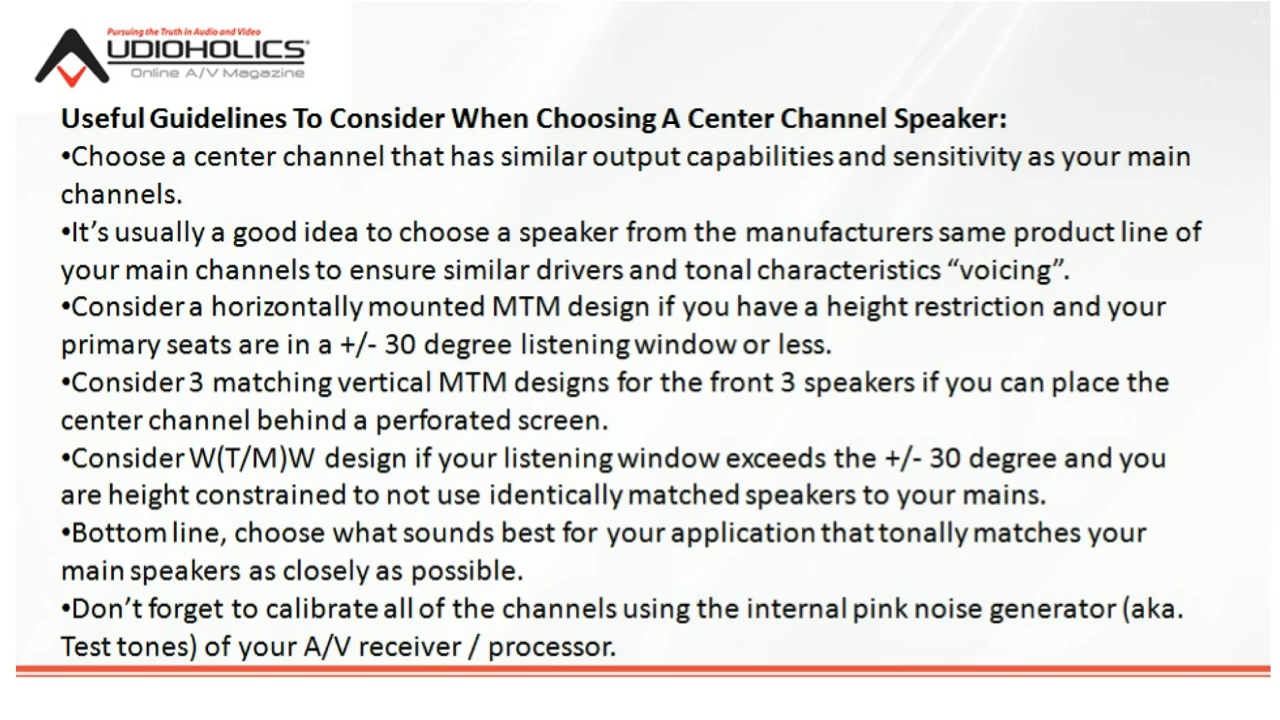 Pursuing the Truth in Audio and Video
AUDIOHOLICS
Online A/V Magazine
Useful Guidelines To Consider When Choosing A Center Channel Speaker:
•Choose a center channel that has similar output capabilities and sensitivity as your main
channels.
•It's usually a good idea to choose a speaker from the manufacturers same product line of
your main channels to ensure similar drivers and tonal characteristics “voicing”.
•Consider a horizontally mounted MTM design if you have a height restriction and your
primary seats are in a +/- 30 degree listening window or less.
•Consider 3 matching vertical MTM designs for the front 3 speakers if you can place the
center channel behind a perforated screen.
•Consider W(T/M)W design if your listening window exceeds the +/- 30 degree and you
are height constrained to not use identically matched speakers to your mains.
•Bottom line, choose what sounds best for your application that tonally matches your
main speakers as closely as possible.
•Don't forget to calibrate all of the channels using the internal pink noise generator (aka.
Test tones) of your A/V receiver / processor.